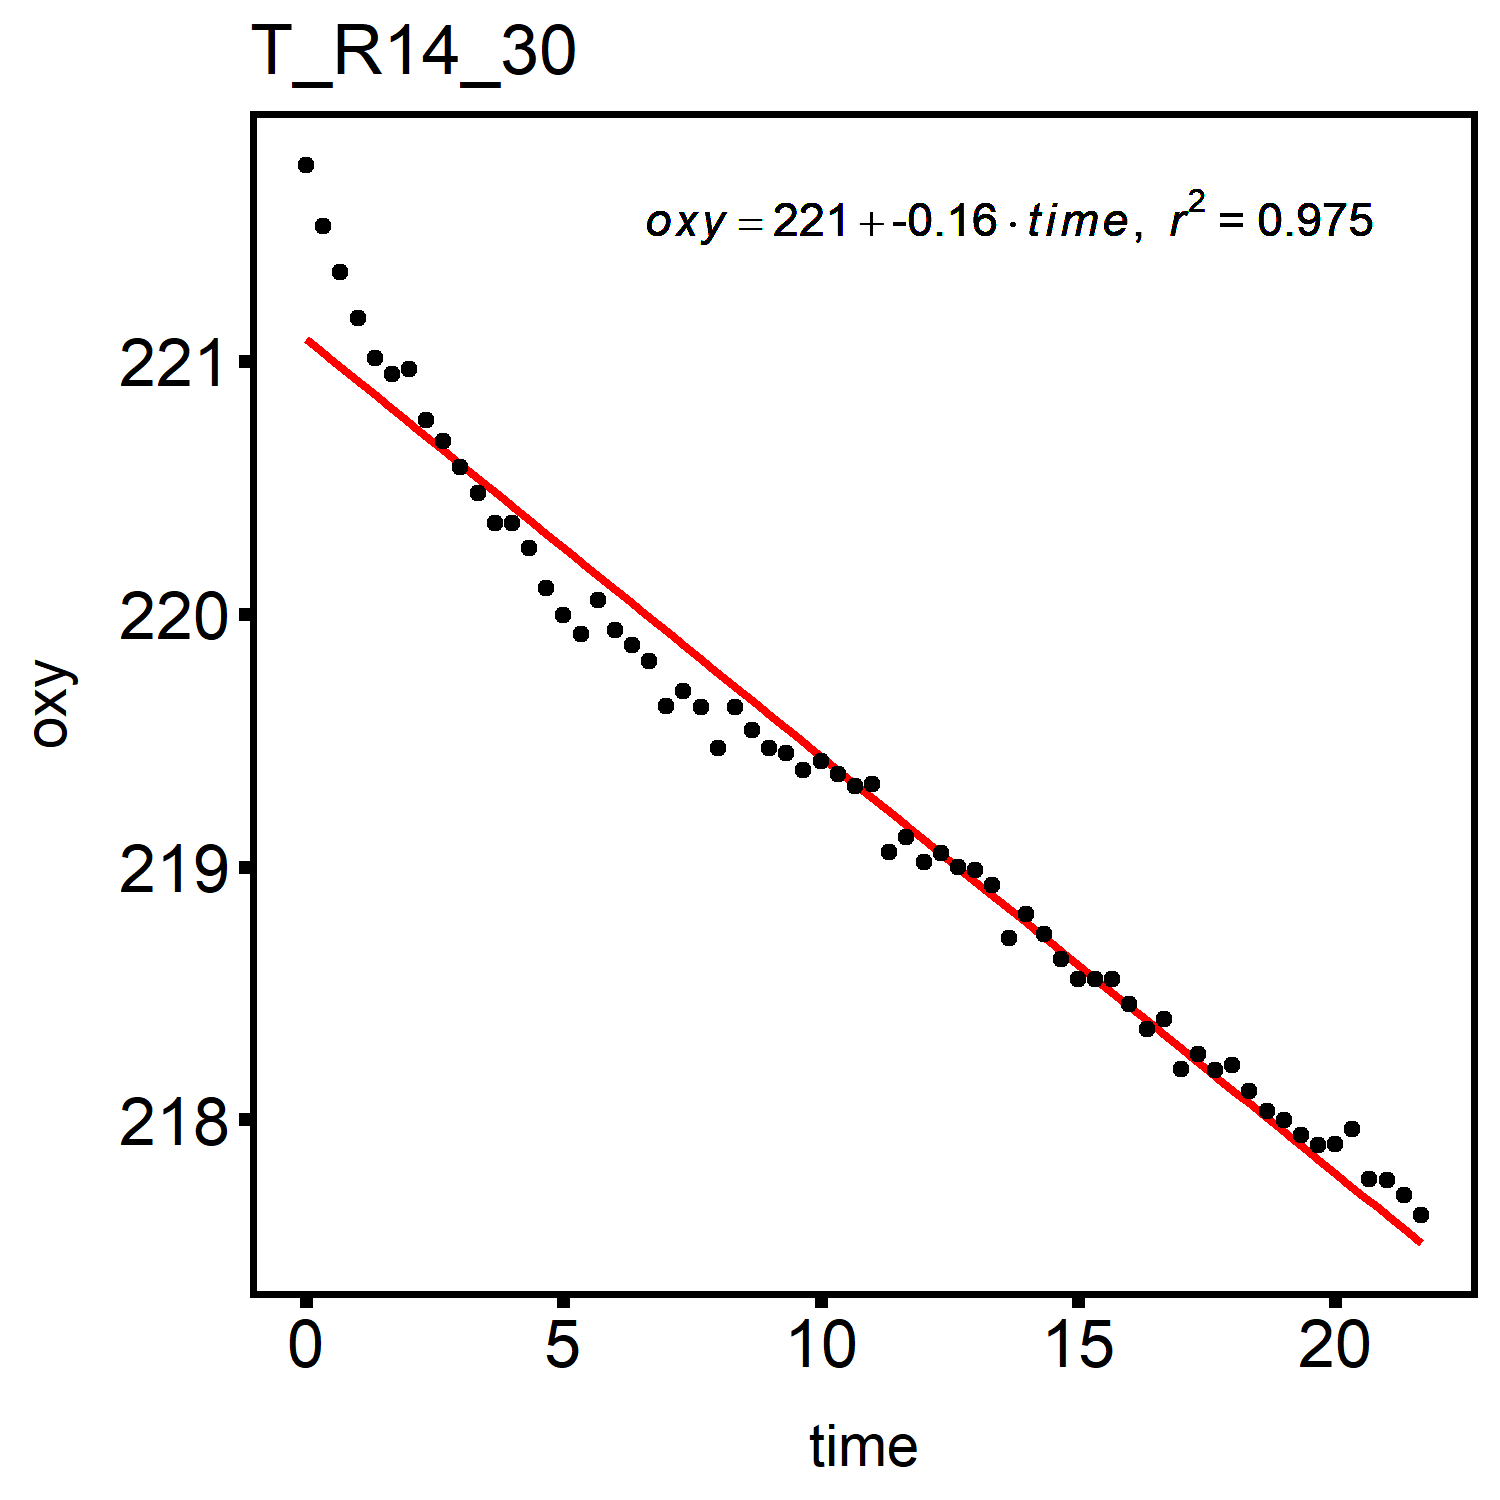 T_R14_30
oxy = 221 + -0.16 · time, r² = 0.975
221
220
219
218
oxy
0 5 10 15 20
time